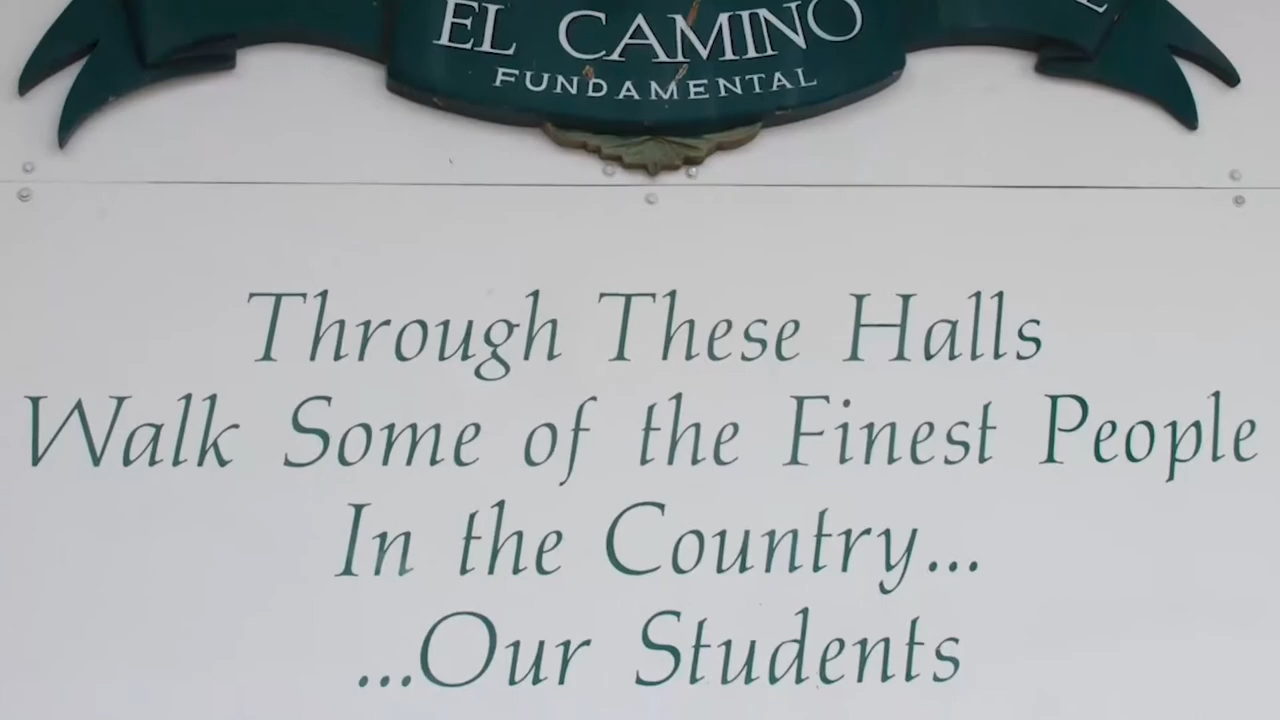 EL CAMINO
FUNDAMENTAL
Through These Halls
Walk Some of the Finest People
In the Country...
...Our Students